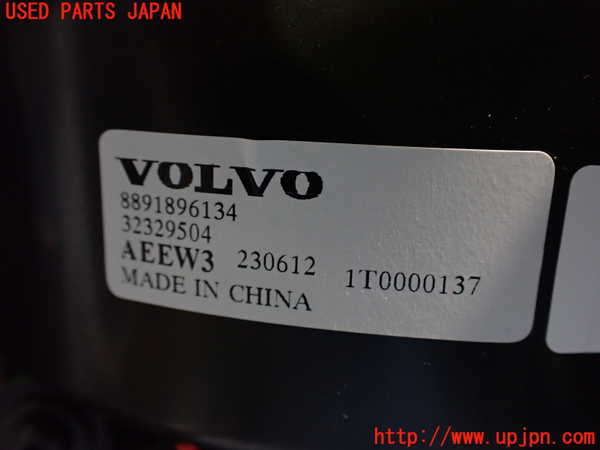 USED PARTS JAPAN
VOLVO
8891896134
32329504
AEEW3 230612 1T0000137
MADE IN CHINA
http://www.upjpn.com/